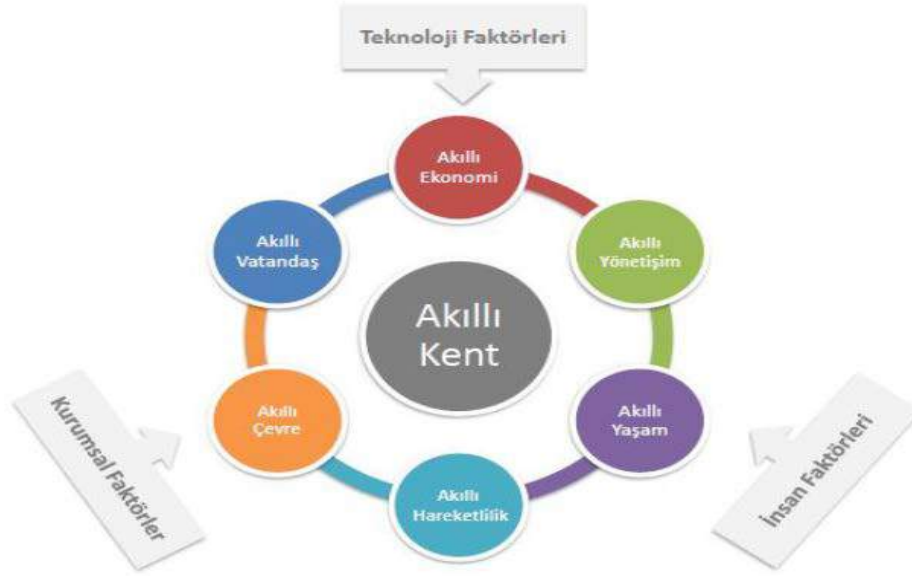 Teknoloji Faktörleri
Akıllı
Ekonomi
Akıllı
Vatandaş
Akıllı
Yönetişim
Akıllı
Kent
Akıllı
Çevre
Akıllı
Yaşam
Akıllı
Hareketlilik
Kurumsal Faktörler
İnsan Faktörleri